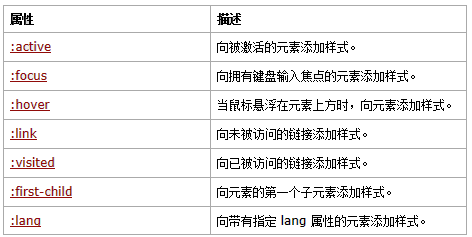 属性 描述
:active 向被激活的元素添加样式。
:focus 向拥有键盘输入焦点的元素添加样式。
:hover 当鼠标悬浮在元素上方时，向元素添加样式。
:link 向未被访问的链接添加样式。
:visited 向已被访问的链接添加样式。
:first-child 向元素的第一个子元素添加样式。
:lang 向带有指定 lang 属性的元素添加样式。